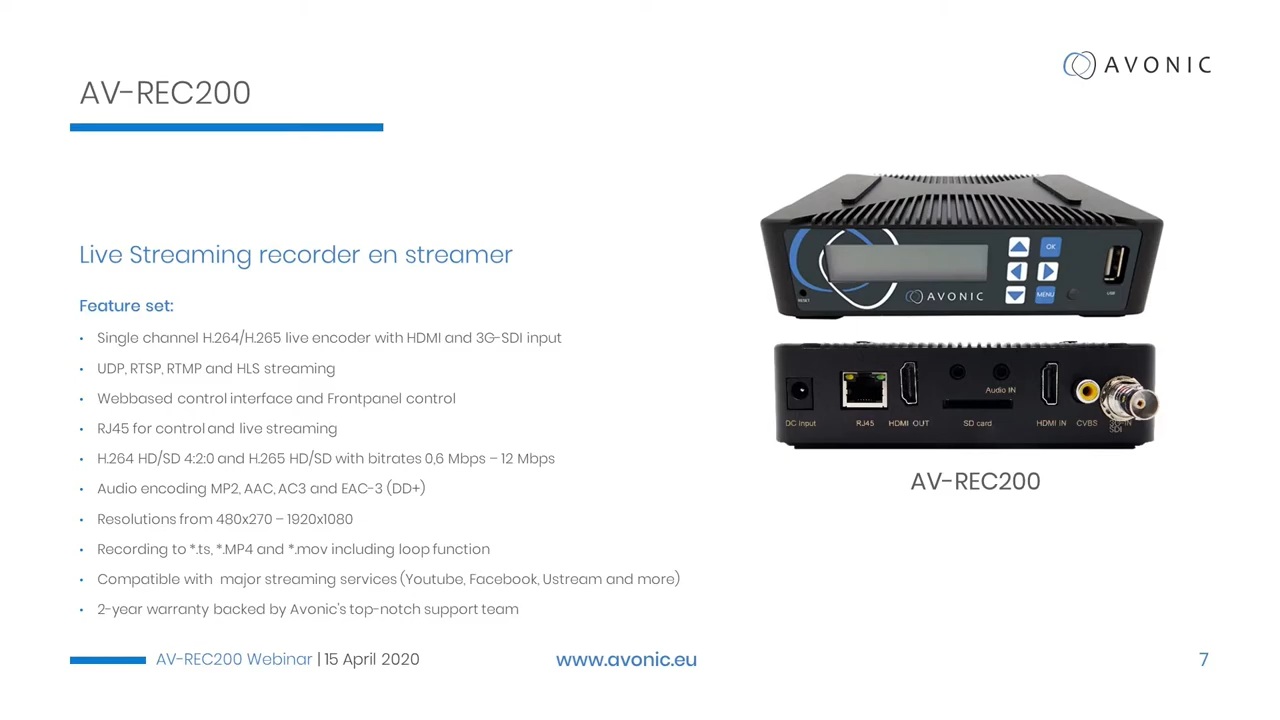 AVONIC
AV-REC200
Live Streaming recorder en streamer
Feature set:
• Single channel H.264/H.265 live encoder with HDMI and 3G-SDI input
• UDP, RTSP, RTMP and HLS streaming
• Webbased control interface and Frontpanel control
• RJ45 for control and live streaming
• H.264 HD/SD 4:2:0 and H.265 HD/SD with bitrates 0,6 Mbps – 12 Mbps
• Audio encoding MP2, AAC, AC3 and EAC-3 (DD+)
• Resolutions from 480x270 – 1920x1080
• Recording to *.ts, *.MP4 and *.mov including loop function
• Compatible with major streaming services (Youtube, Facebook, Ustream and more)
• 2-year warranty backed by Avonic's top-notch support team
OK
MENU
RESET
AVONIC
USB
Audio IN
DC input
RJ45
HDMI OUT
SD card
HDMI IN
CVBS
3G-IN
SDI
AV-REC200
AV-REC200 Webinar | 15 April 2020
www.avonic.eu
7